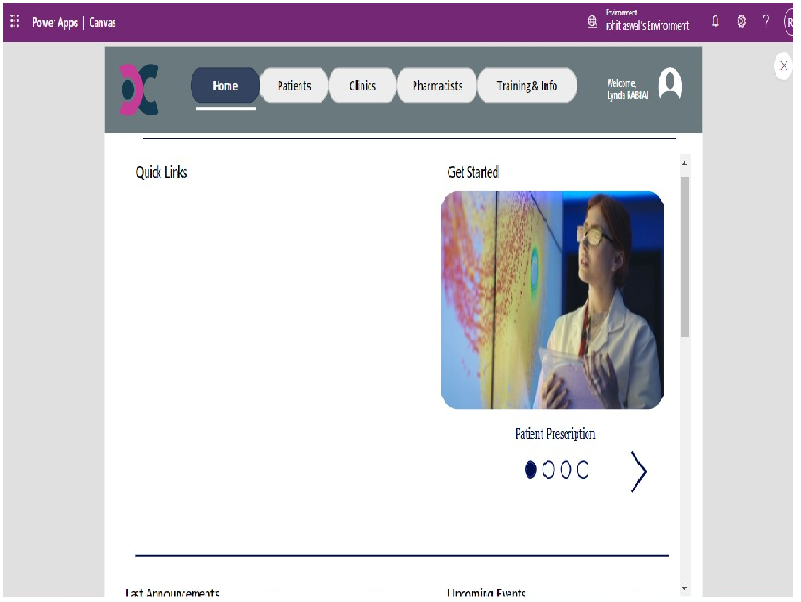 Power Apps | Canvas
Environment
rohit aswal's Environment
?
Home
Patients
Clinics
Pharmacists
Training & Info
Welcome,
Lynda RABIAI
Quick Links
Get Started
Patient Prescription
Last Announcements
Upcoming Events